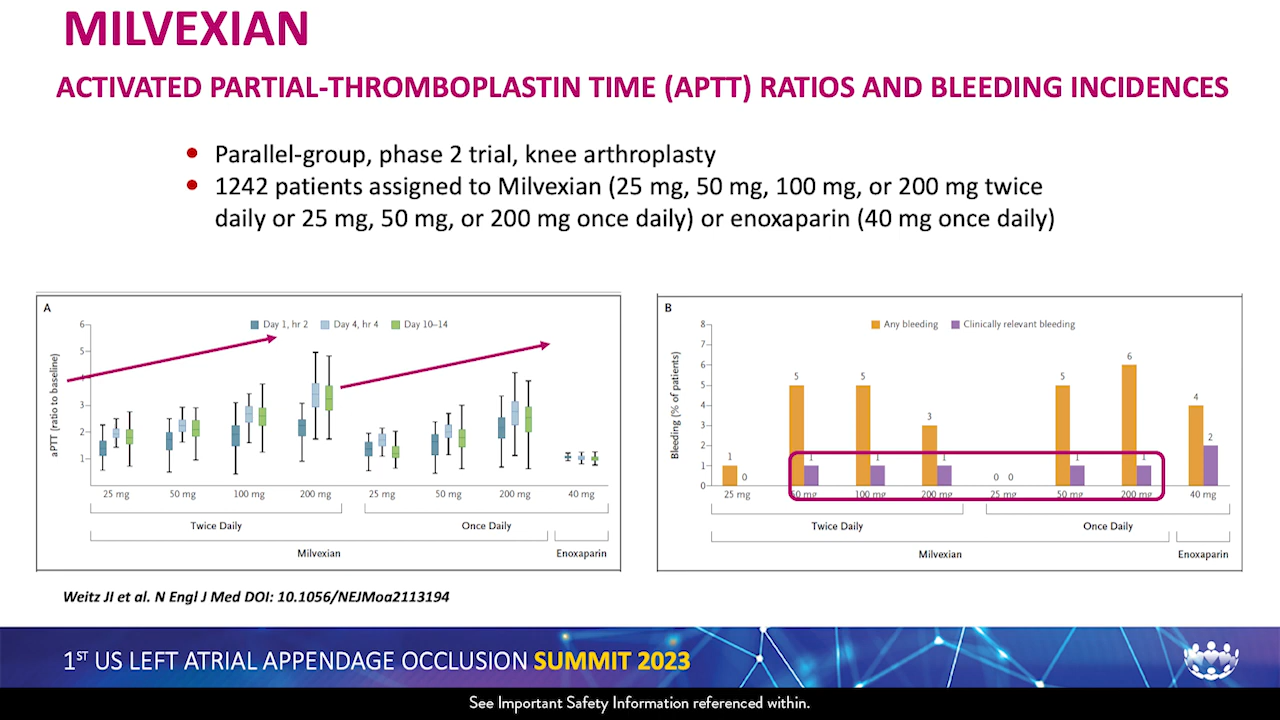 MILVEXIAN
ACTIVATED PARTIAL-THROMBOPLASTIN TIME (APTT) RATIOS AND BLEEDING INCIDENCES
• Parallel-group, phase 2 trial, knee arthroplasty
• 1242 patients assigned to Milvexian (25 mg, 50 mg, 100 mg, or 200 mg twice
daily or 25 mg, 50 mg, or 200 mg once daily) or enoxaparin (40 mg once daily)
A
Day 1, hr 2 Day 4, hr 4 Day 10–14
aPTT (ratio to baseline)
6
5
4
3
2
1
25 mg 50 mg 100 mg 200 mg 25 mg 50 mg 200 mg 40 mg
Twice Daily Once Daily
Milvexian Enoxaparin
B
Any bleeding Clinically relevant bleeding
Bleeding (% of patients)
8
7
6
5
4
3
2
1
0
1 0 5 1 5 1 3 1 0 0 5 1 6 1 4 2
25 mg 50 mg 100 mg 200 mg 25 mg 50 mg 200 mg 40 mg
Twice Daily Once Daily
Milvexian Enoxaparin
Weitz JI et al. N Engl J Med DOI: 10.1056/NEJMoa2113194
1ST US LEFT ATRIAL APPENDAGE OCCLUSION SUMMIT 2023
See Important Safety Information referenced within.